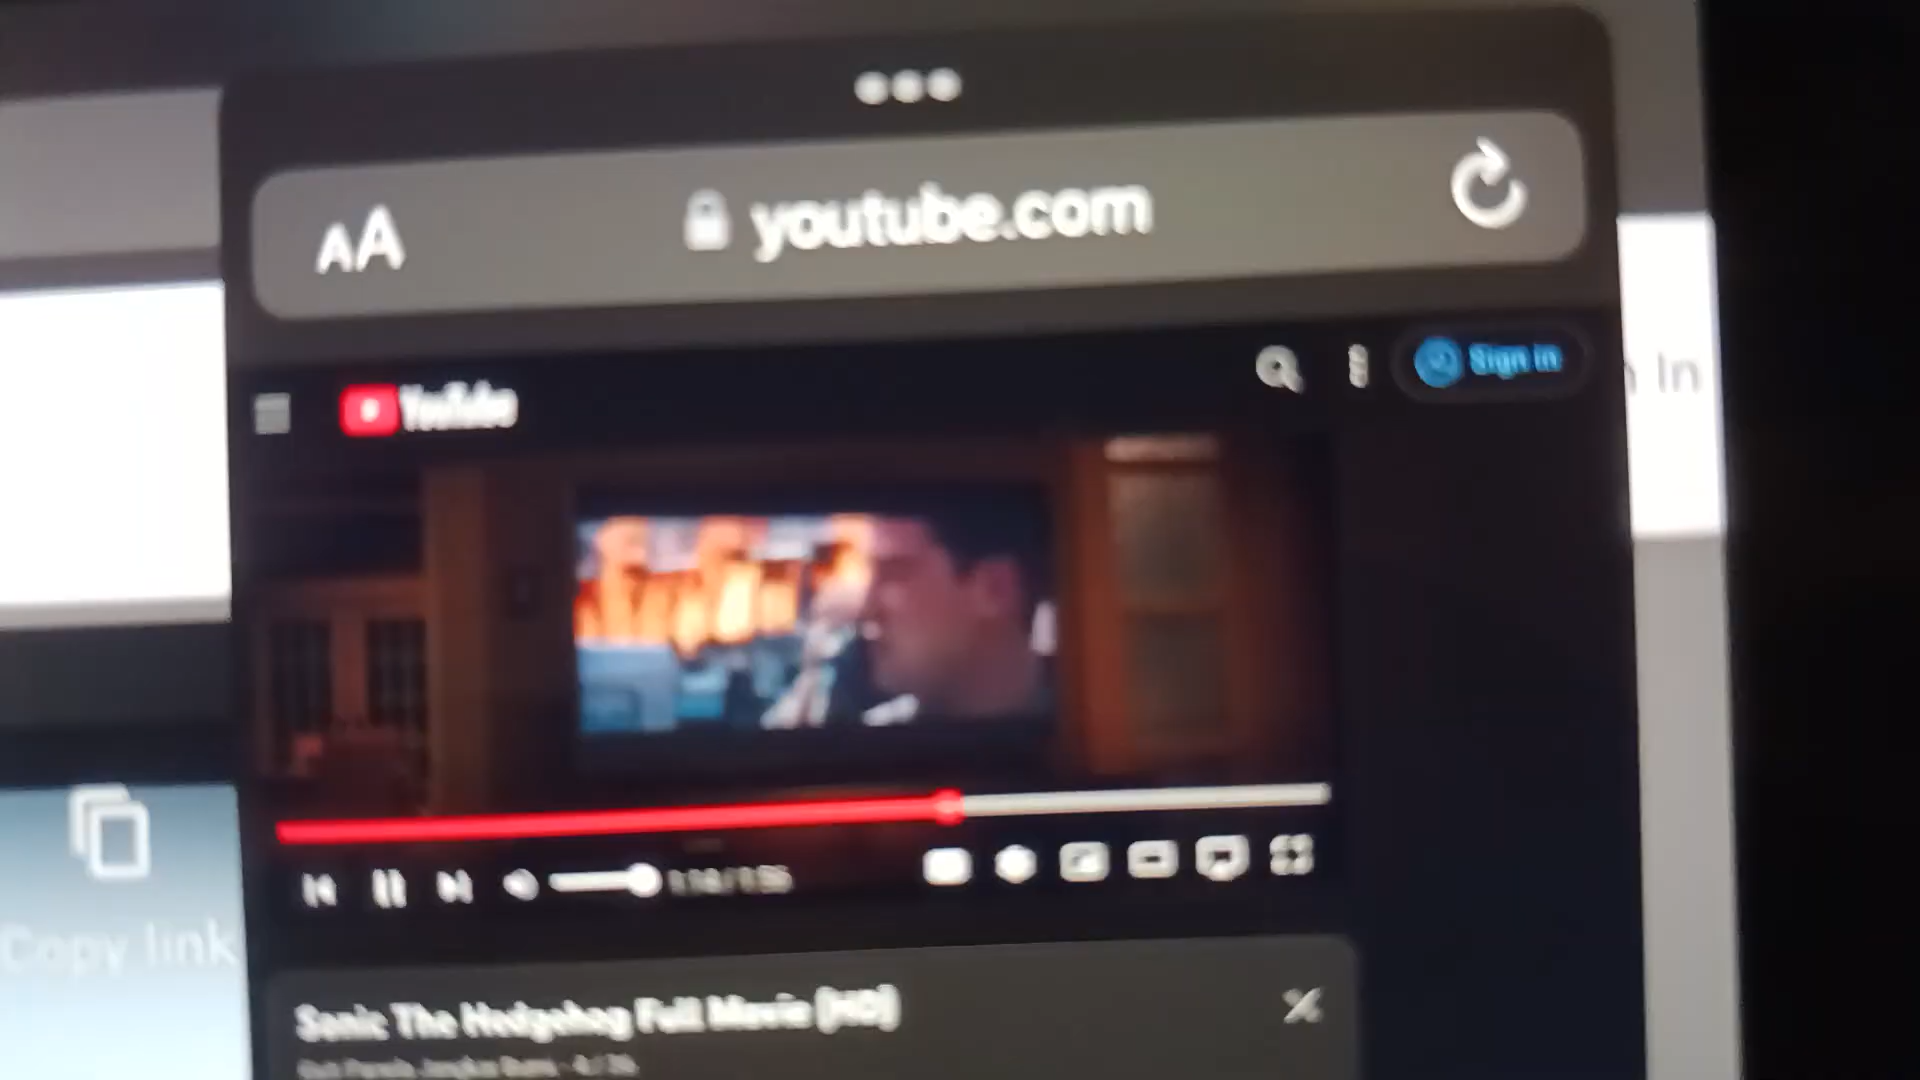 AA youtube.com
YouTube
Sign in
In
Copy link
Sonic The Hedgehog Full Movie (HD)